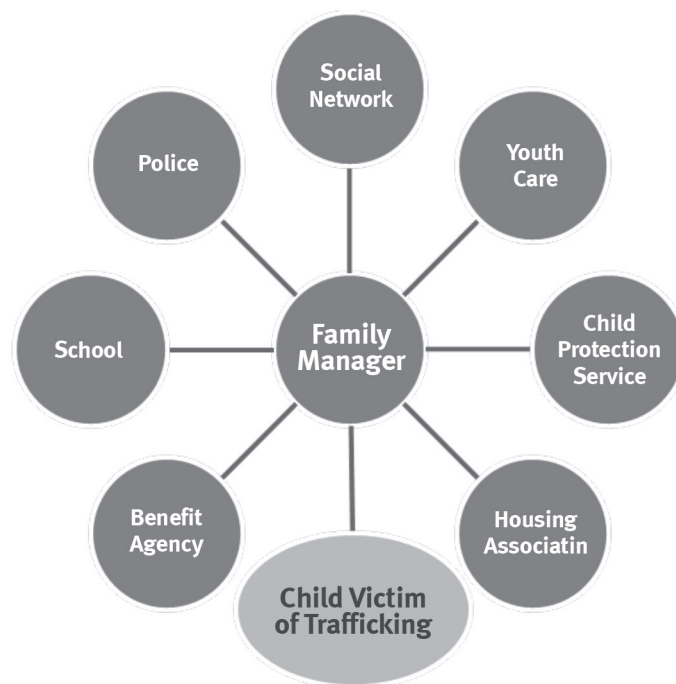 Social
Network
Police
Youth
Care
School
Family
Manager
Child
Protection
Service
Benefit
Agency
Housing
Associatin
Child Victim
of Trafficking